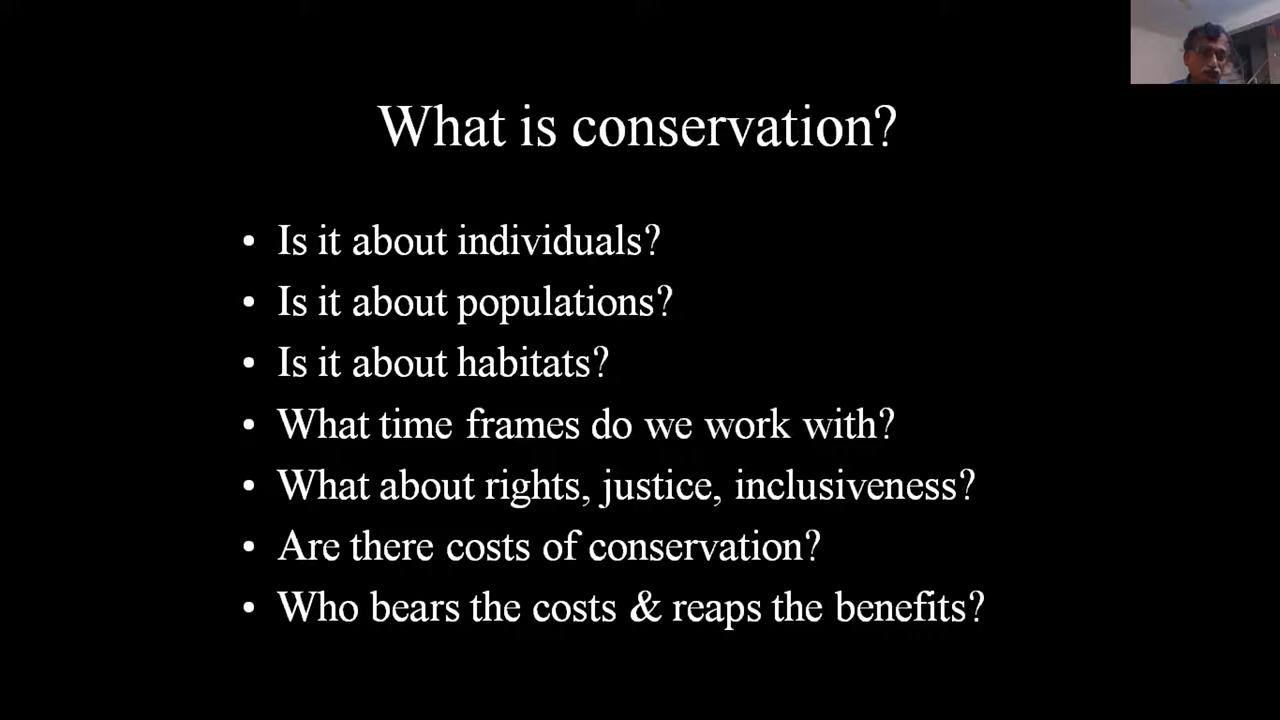 What is conservation?
• Is it about individuals?
• Is it about populations?
• Is it about habitats?
• What time frames do we work with?
• What about rights, justice, inclusiveness?
• Are there costs of conservation?
• Who bears the costs & reaps the benefits?